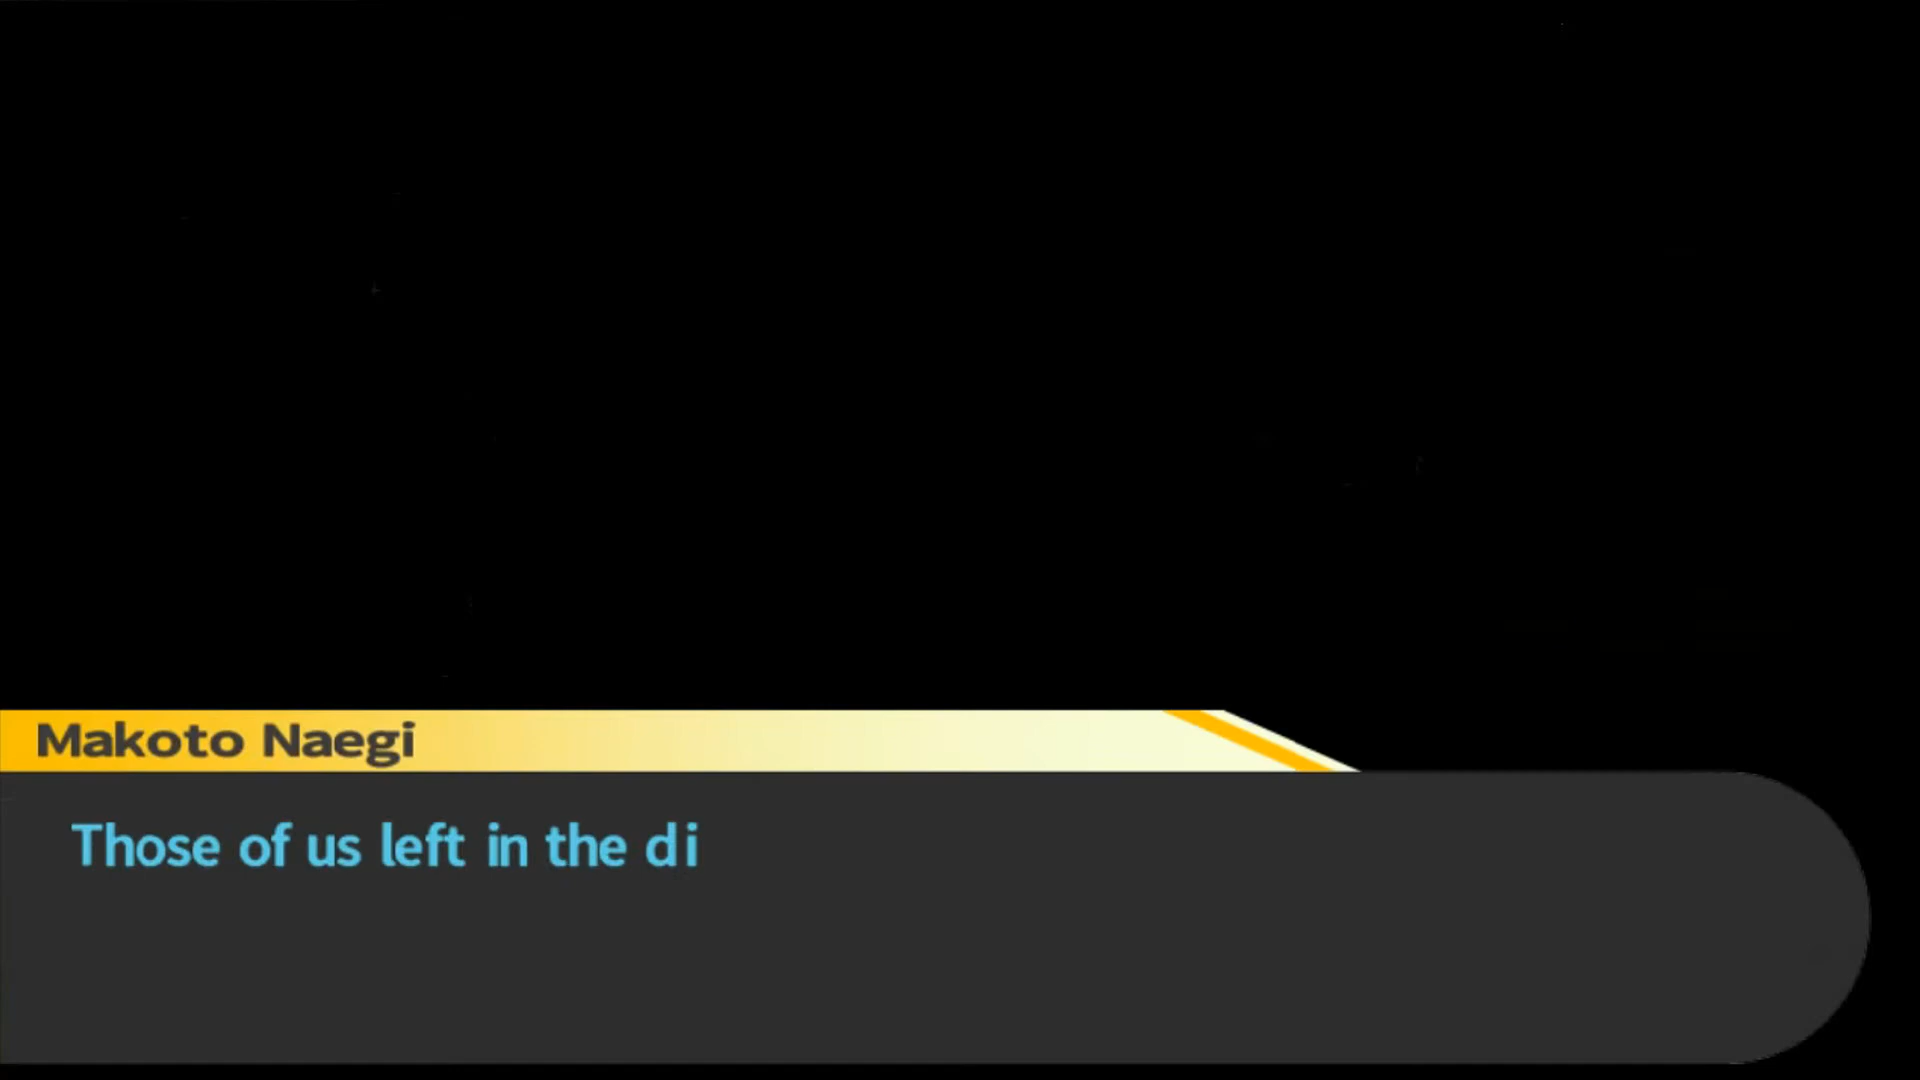 Makoto Naegi
Those of us left in the di